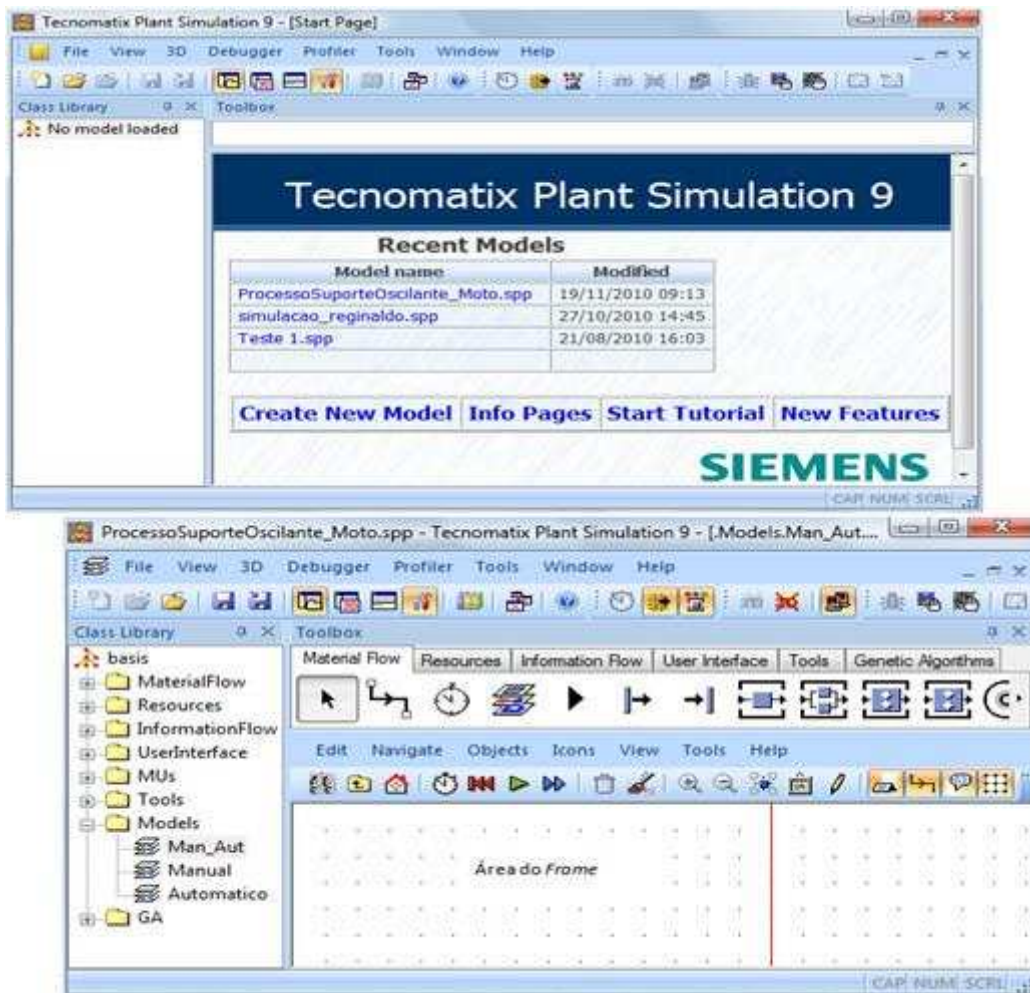 Tecnomatix Plant Simulation 9 - [Start Page]
File View 3D Debugger Profiler Tools Window Help
Class Library
Toolbox
No model loaded
Tecnomatix Plant Simulation 9
Recent Models
Model name Modified
ProcessoSuporteOscilante_Moto.spp 19/11/2010 09:13
simulacao_reginaldo.spp 27/10/2010 14:45
Teste 1.spp 21/08/2010 16:03
Create New Model Info Pages Start Tutorial New Features
SIEMENS
CAP NUM SCRL
ProcessoSuporteOscilante_Moto.spp - Tecnomatix Plant Simulation 9 - [.Models.Man_Aut....
File View 3D Debugger Profiler Tools Window Help
Class Library
Toolbox
basis
MaterialFlow
Resources
InformationFlow
UserInterface
MUs
Tools
Models
Man_Aut
Manual
Automatico
GA
Material Flow Resources Information Flow User Interface Tools Genetic Algorithms
Edit Navigate Objects Icons View Tools Help
Área do Frame
CAP NUM SCRL